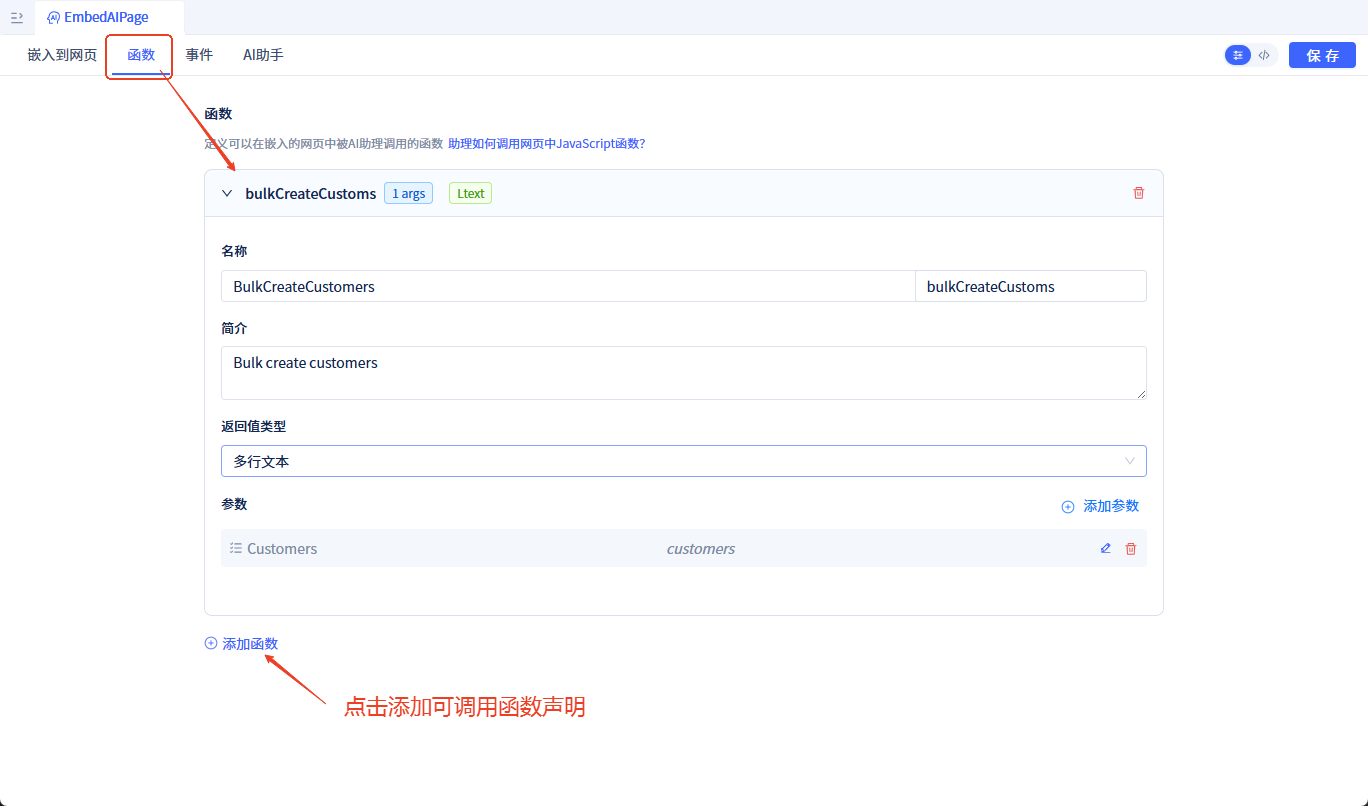 EmbedAIPage
嵌入到网页 函数 事件 AI助手 保 存
函数
定义可以在嵌入的网页中被AI助理调用的函数 助理如何调用网页中JavaScript函数?
bulkCreateCustoms 1 args Ltext
名称
BulkCreateCustomers bulkCreateCustoms
简介
Bulk create customers
返回值类型
多行文本
参数 添加参数
Customers customers
添加函数
点击添加可调用函数声明